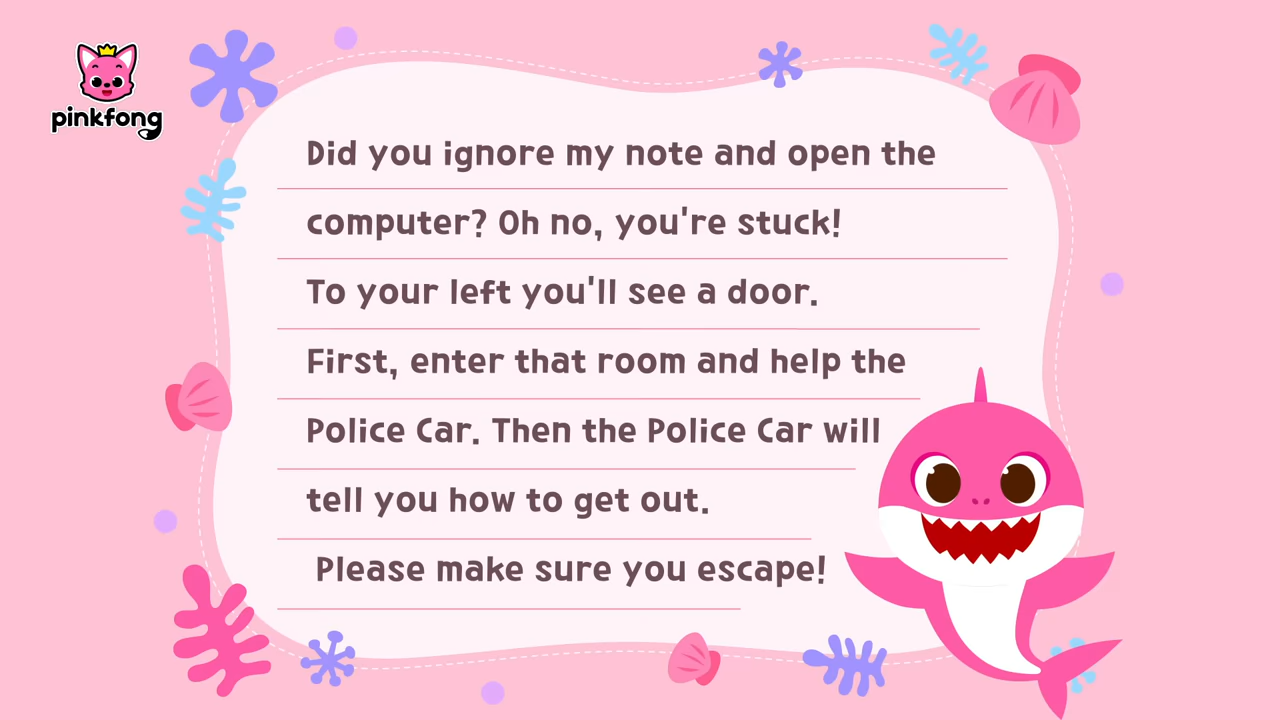 pinkfong
Did you ignore my note and open the
computer? Oh no, you're stuck!
To your left you'll see a door.
First, enter that room and help the
Police Car. Then the Police Car will
tell you how to get out.
Please make sure you escape!